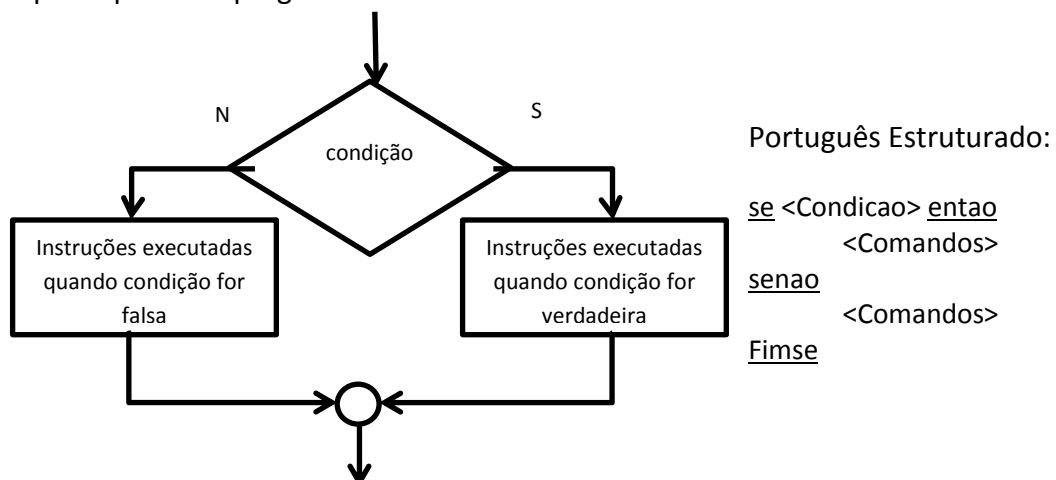 N
S
condição
Português Estruturado:
se <Condicao> entao
<Comandos>
senao
<Comandos>
Fimse
Instruções executadas
quando condição for
falsa
Instruções executadas
quando condição for
verdadeira